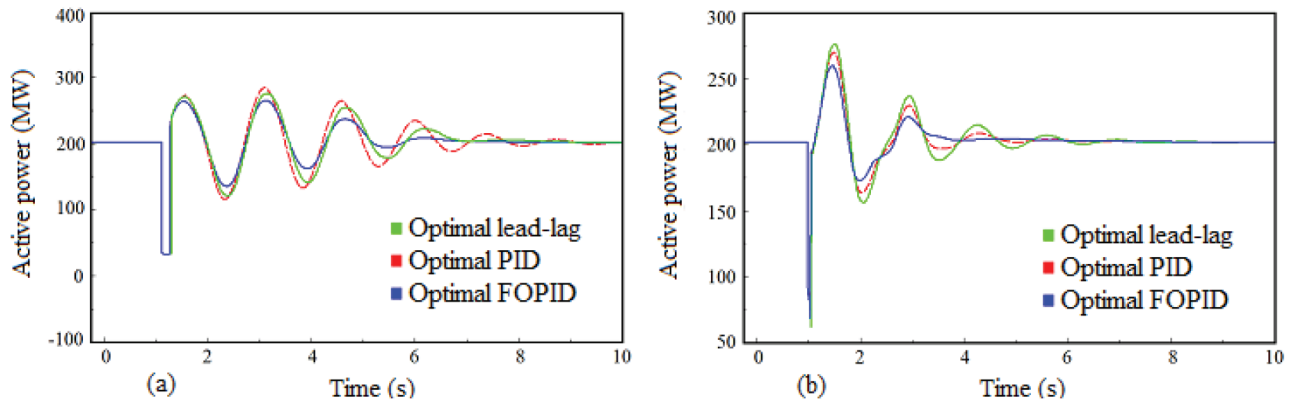 400
300
200
100
0
-100
Active power (MW)
Optimal lead-lag
Optimal PID
Optimal FOPID
0 2 4 6 8 10
(a) Time (s)
300
250
200
150
100
50
Active power (MW)
Optimal lead-lag
Optimal PID
Optimal FOPID
0 2 4 6 8 10
(b) Time (s)